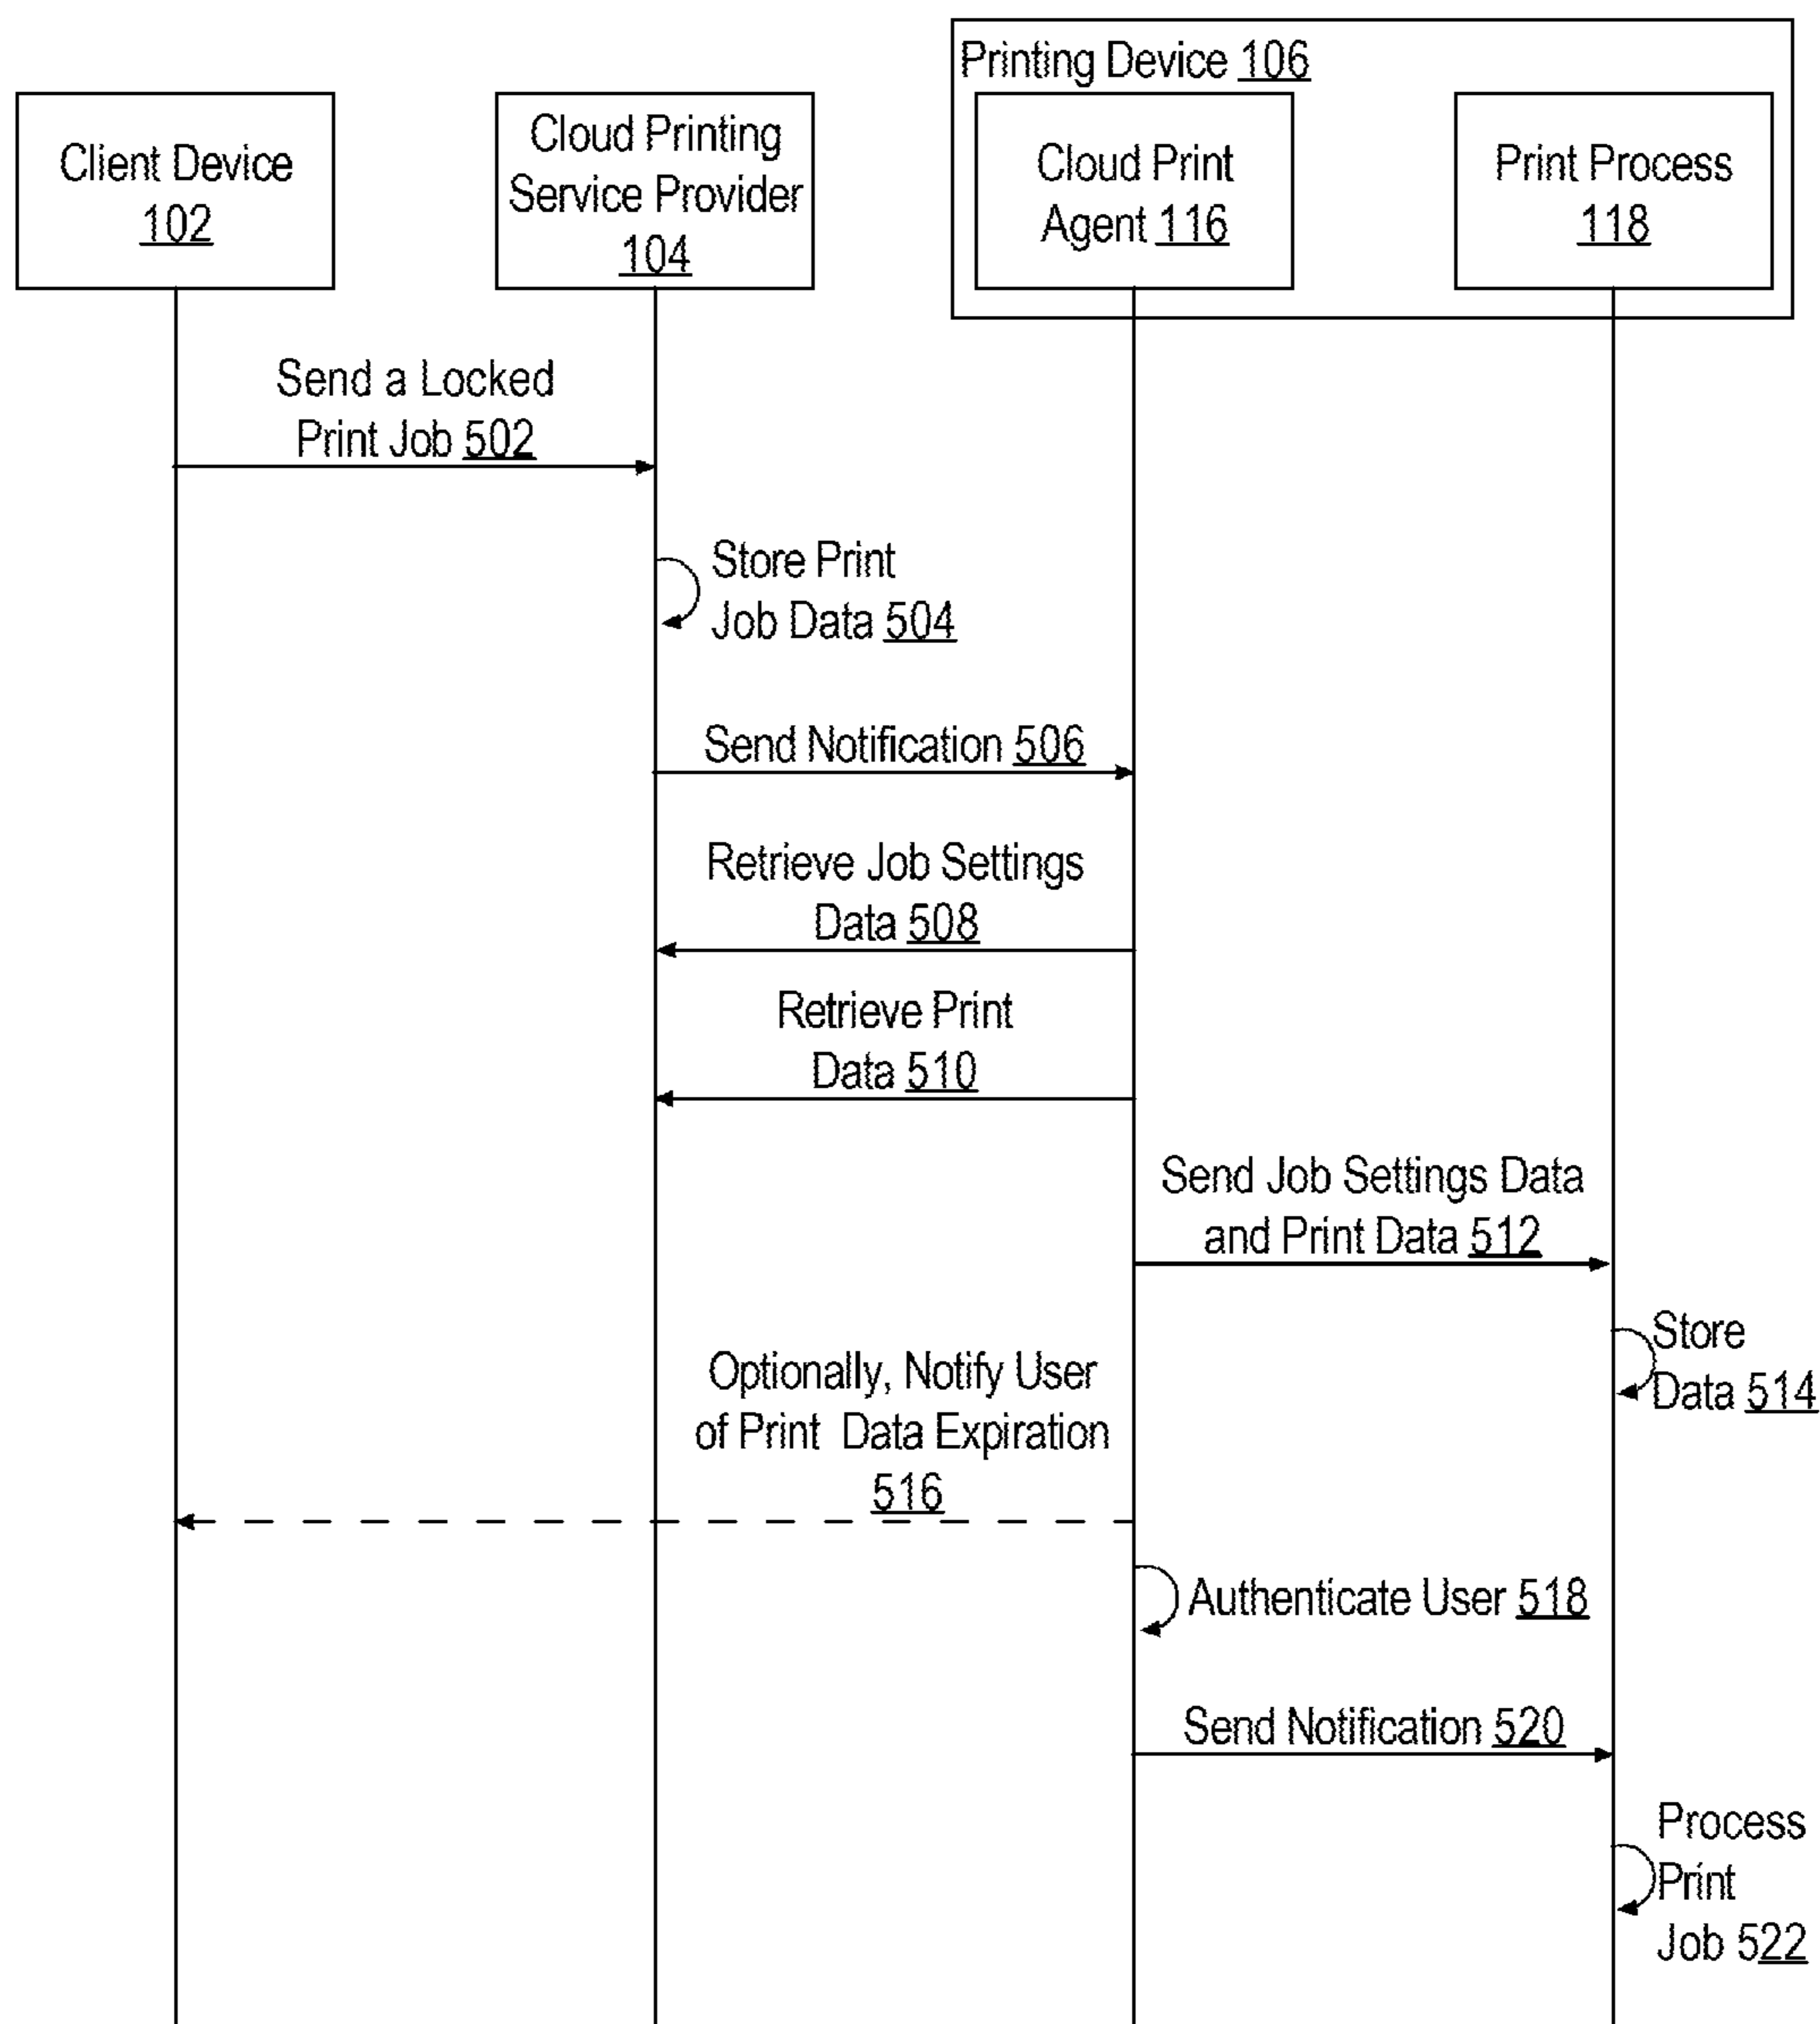 Printing Device 106
Client Device
102
Cloud Printing
Service Provider
104
Cloud Print
Agent 116
Print Process
118
Send a Locked
Print Job 502
Store Print
Job Data 504
Send Notification 506
Retrieve Job Settings
Data 508
Retrieve Print
Data 510
Send Job Settings Data
and Print Data 512
Store
Data 514
Optionally, Notify User
of Print Data Expiration
516
Authenticate User 518
Send Notification 520
Process
Print
Job 522